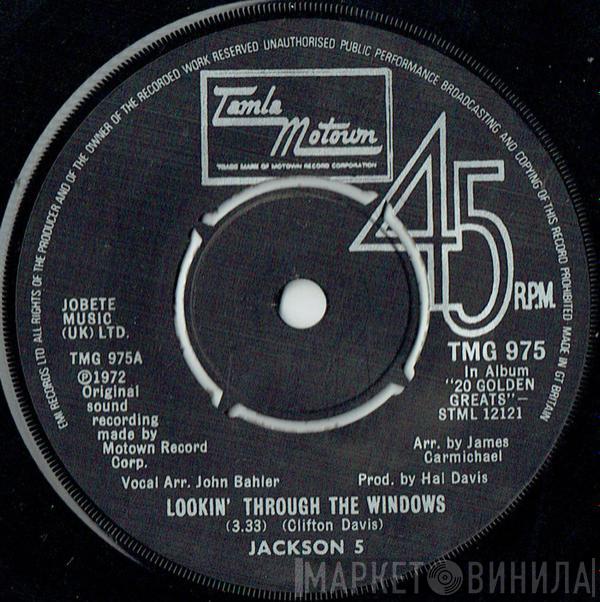 EMI RECORDS LTD ALL RIGHTS OF THE PRODUCER AND OF THE OWNER OF THE RECORDED WORK RESERVED UNAUTHORISED PUBLIC PERFORMANCE BROADCASTING AND COPYING OF THIS RECORD PROHIBITED MADE IN GT BRITAIN
Tamla
Motown
TRADE MARK OF MOTOWN RECORD CORPORATION
45
R.P.M.
JOBETE
MUSIC
(UK) LTD.
TMG 975A
℗1972
Original
sound
recording
made by
Motown Record
Corp.
TMG 975
In Album
"20 GOLDEN
GREATS"—
STML 12121
Arr. by James
Carmichael
Vocal Arr. John Bahler
Prod. by Hal Davis
LOOKIN' THROUGH THE WINDOWS
(3.33) (Clifton Davis)
JACKSON 5
МАРКЕТ ВИНИЛА